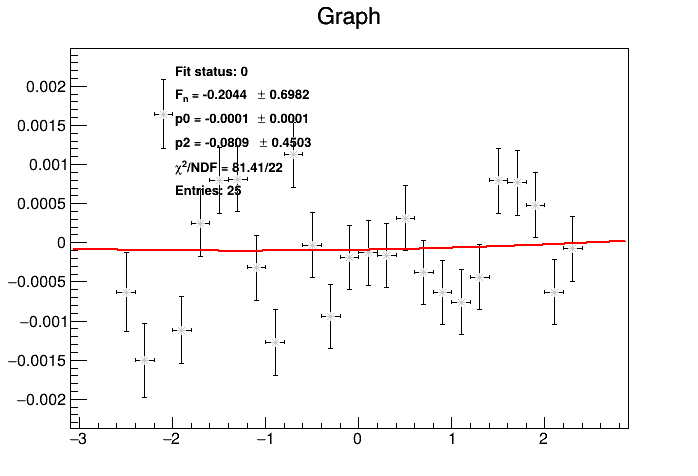 Graph
Fit status: 0
Fn = -0.2044 ± 0.6982
p0 = -0.0001 ± 0.0001
p2 = -0.0809 ± 0.4503
χ²/NDF = 81.41/22
Entries: 25
0.002
0.0015
0.001
0.0005
0
−0.0005
−0.001
−0.0015
−0.002
−3 −2 −1 0 1 2